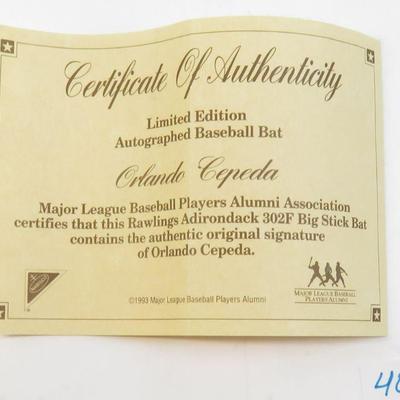 Certificate Of Authenticity
Limited Edition
Autographed Baseball Bat
Orlando Cepeda
Major League Baseball Players Alumni Association
certifies that this Rawlings Adirondack 302F Big Stick Bat
contains the authentic original signature
of Orlando Cepeda.
©1993 Major League Baseball Players Alumni
MAJOR LEAGUE BASEBALL
PLAYERS ALUMNI